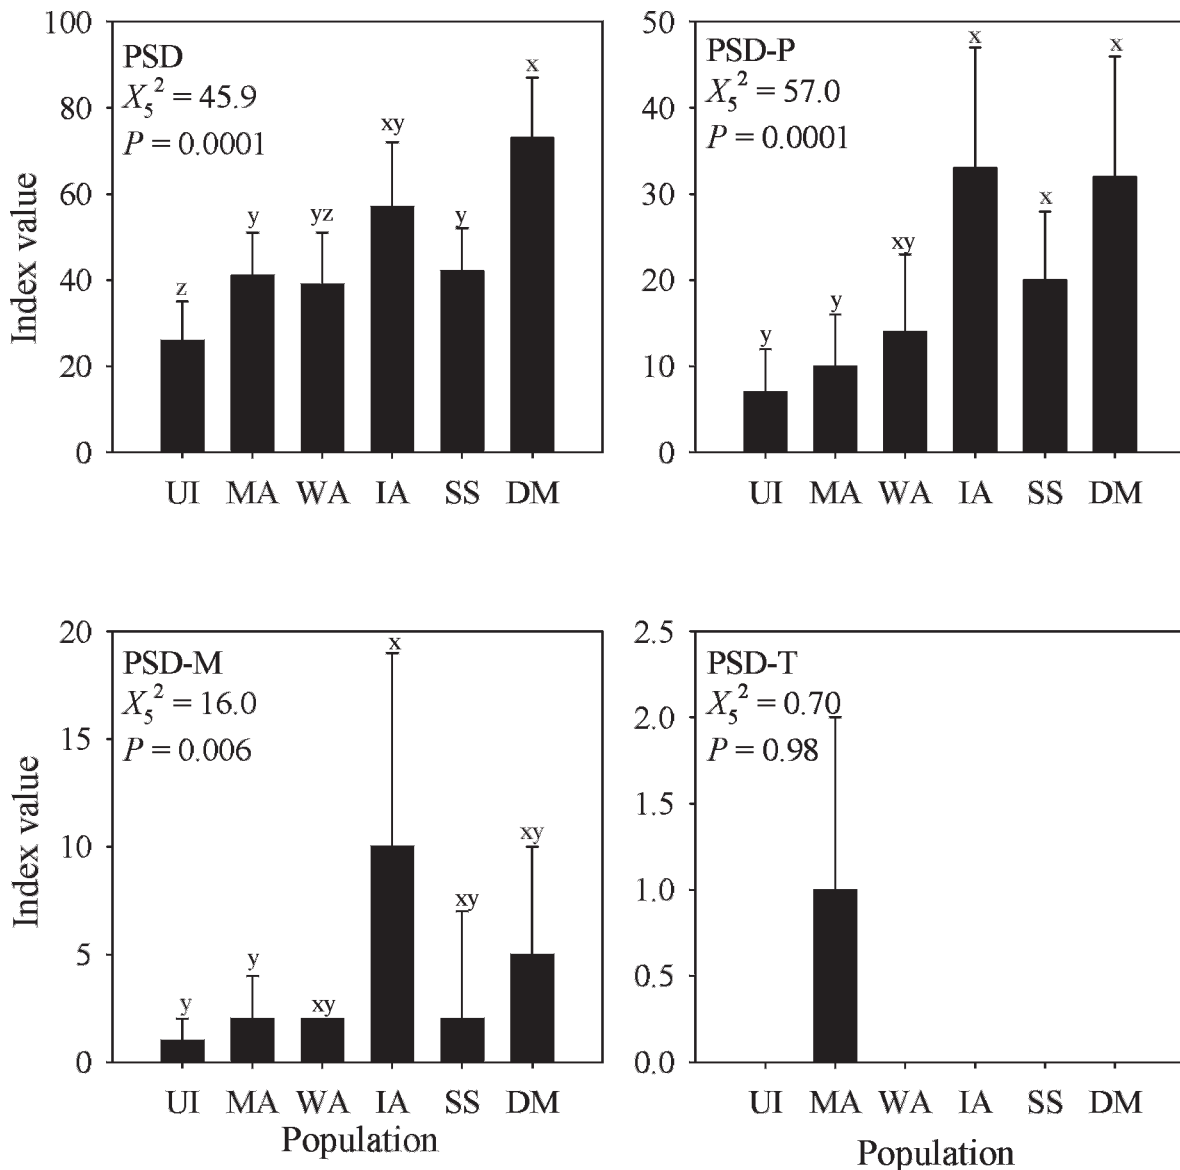 PSD
X₅² = 45.9
P = 0.0001
Index value
100
80
60
40
20
0
z
y
yz
xy
y
x
UI MA WA IA SS DM
PSD-P
X₅² = 57.0
P = 0.0001
50
40
30
20
10
0
y
y
xy
x
x
x
UI MA WA IA SS DM
PSD-M
X₅² = 16.0
P = 0.006
Index value
20
15
10
5
0
y
y
xy
x
xy
xy
UI MA WA IA SS DM
Population
PSD-T
X₅² = 0.70
P = 0.98
2.5
2.0
1.5
1.0
0.5
0.0
UI MA WA IA SS DM
Population